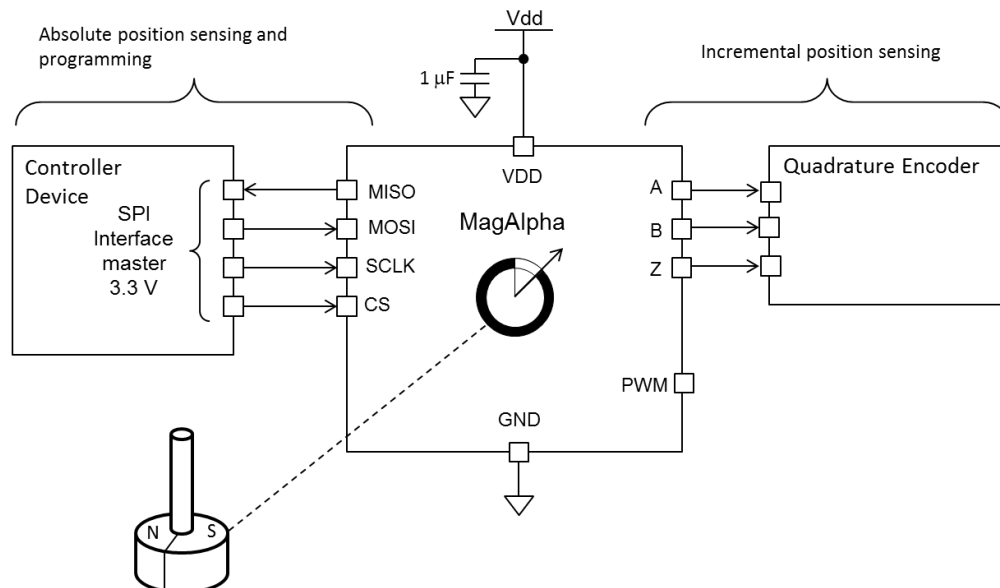 Absolute position sensing and
programming
Vdd
1 µF
Incremental position sensing
Controller
Device
SPI
Interface
master
3.3 V
MISO
MOSI
SCLK
CS
VDD
MagAlpha
A
B
Z
PWM
GND
Quadrature Encoder
N
S